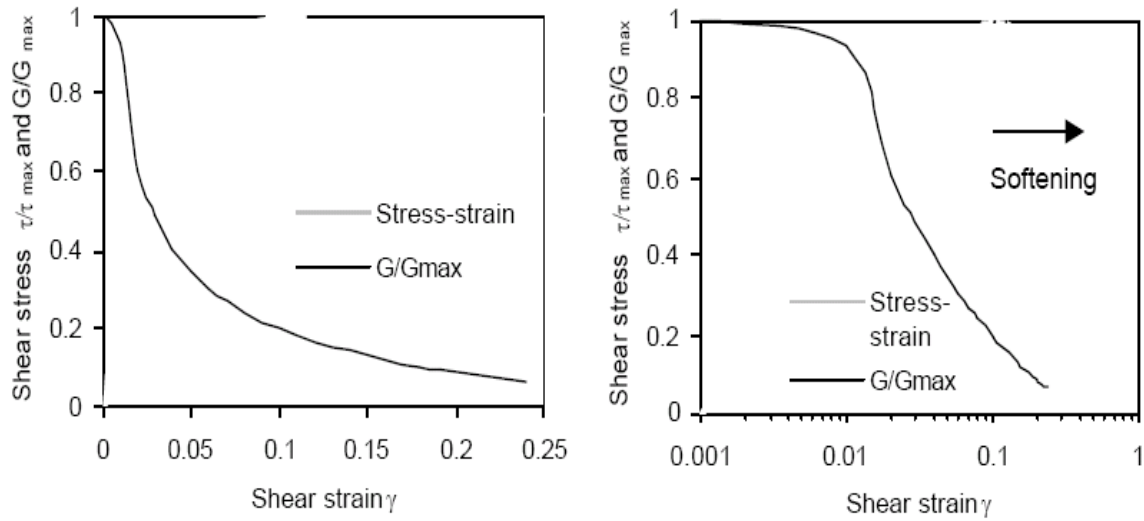 Shear stress τ/τ max and G/G max
1
0.8
0.6
0.4
0.2
0
0
0.05
0.1
0.15
0.2
0.25
Shear strain γ
Stress-strain
G/Gmax
Shear stress τ/τ max and G/G max
1
0.8
0.6
0.4
0.2
0
0.001
0.01
0.1
1
Shear strain γ
Softening
Stress-
strain
G/Gmax